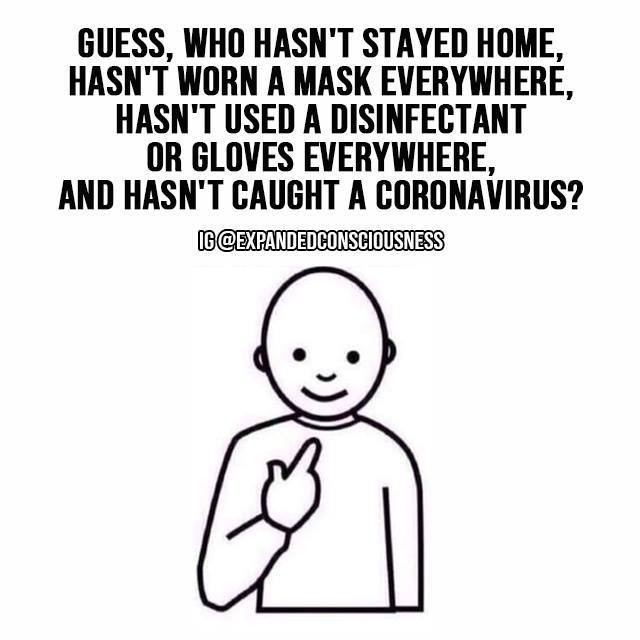 GUESS, WHO HASN'T STAYED HOME,
HASN'T WORN A MASK EVERYWHERE,
HASN'T USED A DISINFECTANT
OR GLOVES EVERYWHERE,
AND HASN'T CAUGHT A CORONAVIRUS?
IG @EXPANDEDCONSCIOUSNESS